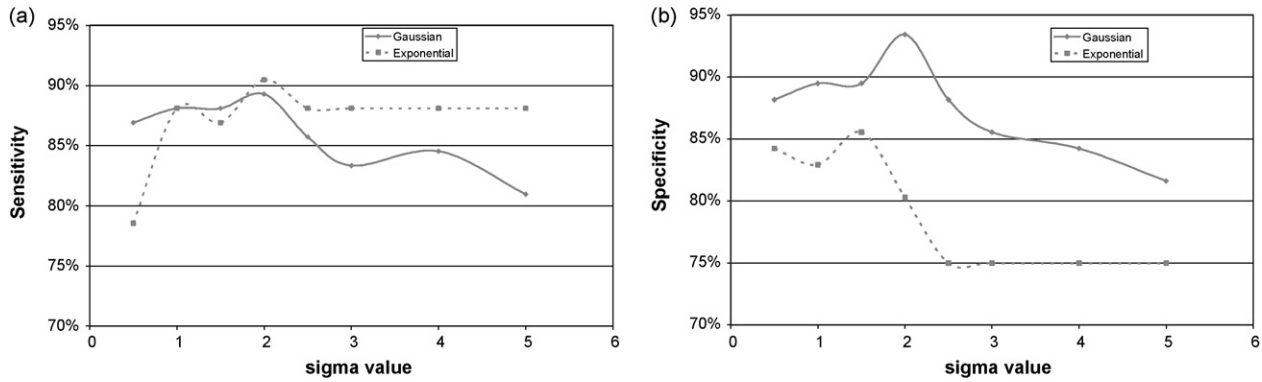 (a)
95%
90%
85%
80%
75%
70%
Sensitivity
Gaussian
Exponential
0 1 2 3 4 5 6
sigma value
(b)
95%
90%
85%
80%
75%
70%
Specificity
Gaussian
Exponential
0 1 2 3 4 5 6
sigma value